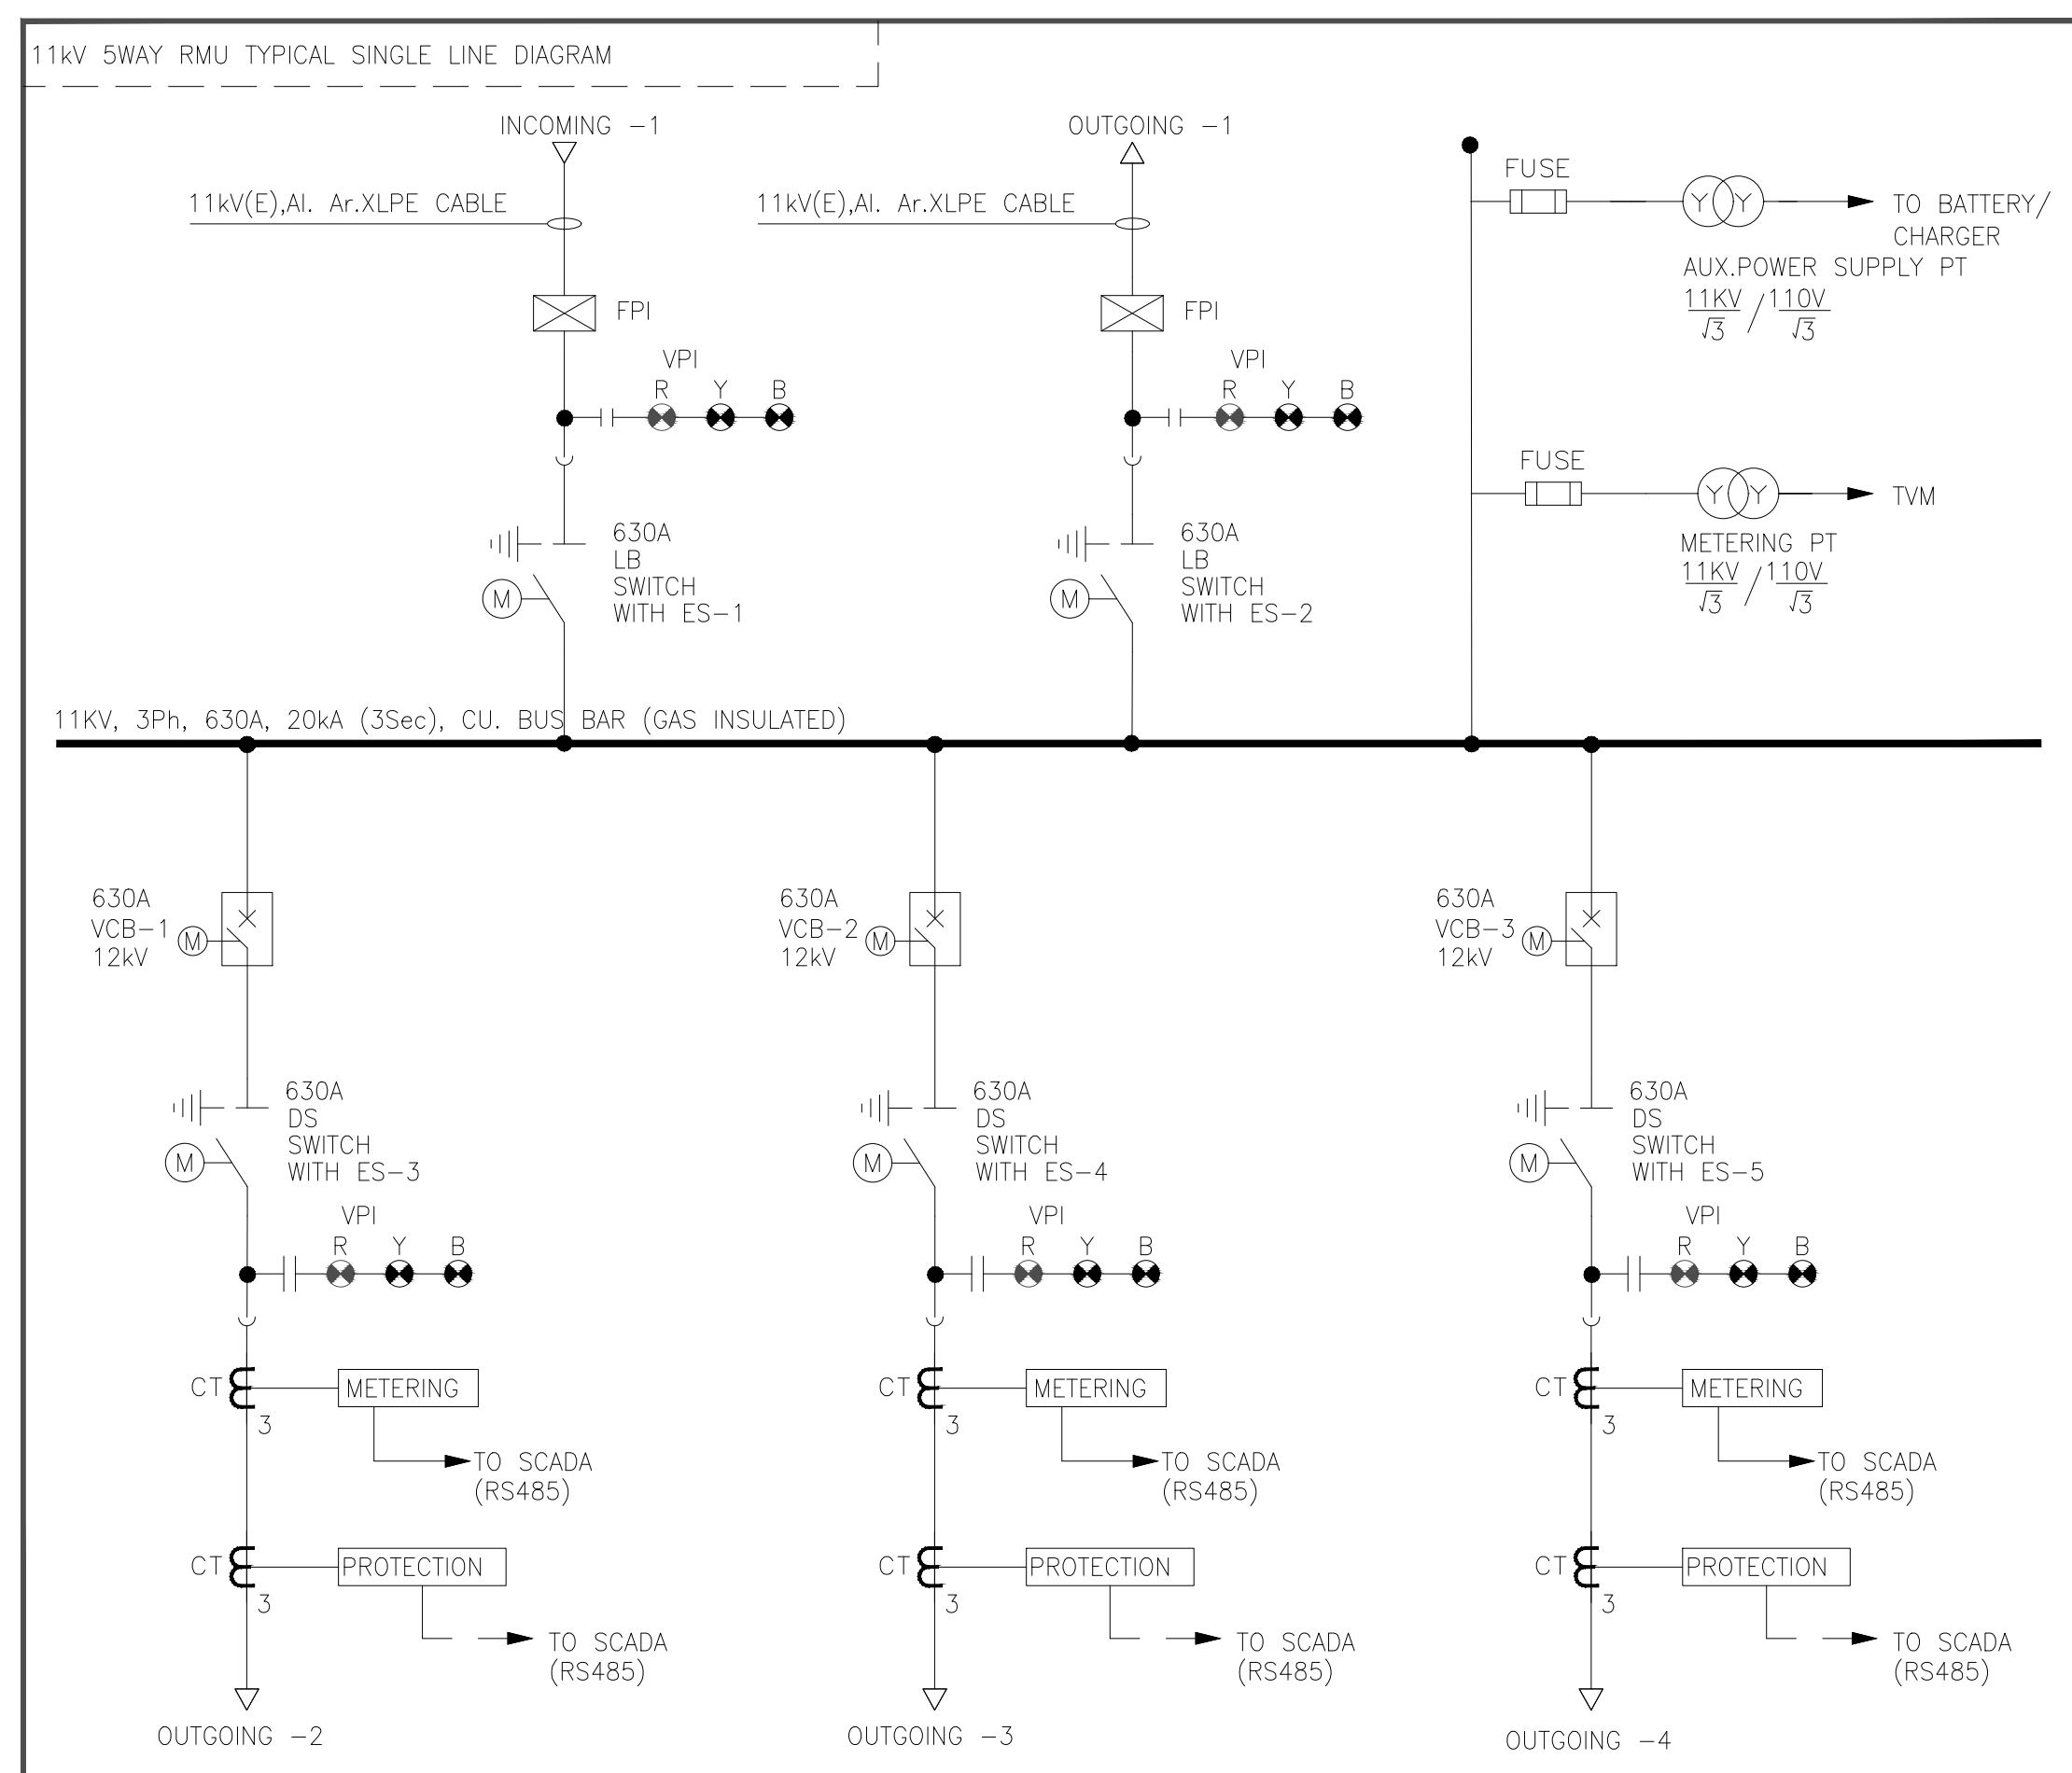 11kV 5WAY RMU TYPICAL SINGLE LINE DIAGRAM
INCOMING -1
11kV(E),Al. Ar.XLPE CABLE
FPI
VPI
R Y B
630A
LB
SWITCH
WITH ES-1
M
OUTGOING -1
11kV(E),Al. Ar.XLPE CABLE
FPI
VPI
R Y B
630A
LB
SWITCH
WITH ES-2
M
FUSE
Y Y
TO BATTERY/
CHARGER
AUX.POWER SUPPLY PT
11KV/√3 / 110V/√3
FUSE
Y Y
TVM
METERING PT
11KV/√3 / 110V/√3
11KV, 3Ph, 630A, 20kA (3Sec), CU. BUS BAR (GAS INSULATED)
630A
VCB-1
12kV
M
630A
DS
SWITCH
WITH ES-3
M
VPI
R Y B
CT
3
METERING
TO SCADA
(RS485)
CT
3
PROTECTION
TO SCADA
(RS485)
OUTGOING -2
630A
VCB-2
12kV
M
630A
DS
SWITCH
WITH ES-4
M
VPI
R Y B
CT
3
METERING
TO SCADA
(RS485)
CT
3
PROTECTION
TO SCADA
(RS485)
OUTGOING -3
630A
VCB-3
12kV
M
630A
DS
SWITCH
WITH ES-5
M
VPI
R Y B
CT
3
METERING
TO SCADA
(RS485)
CT
3
PROTECTION
TO SCADA
(RS485)
OUTGOING -4